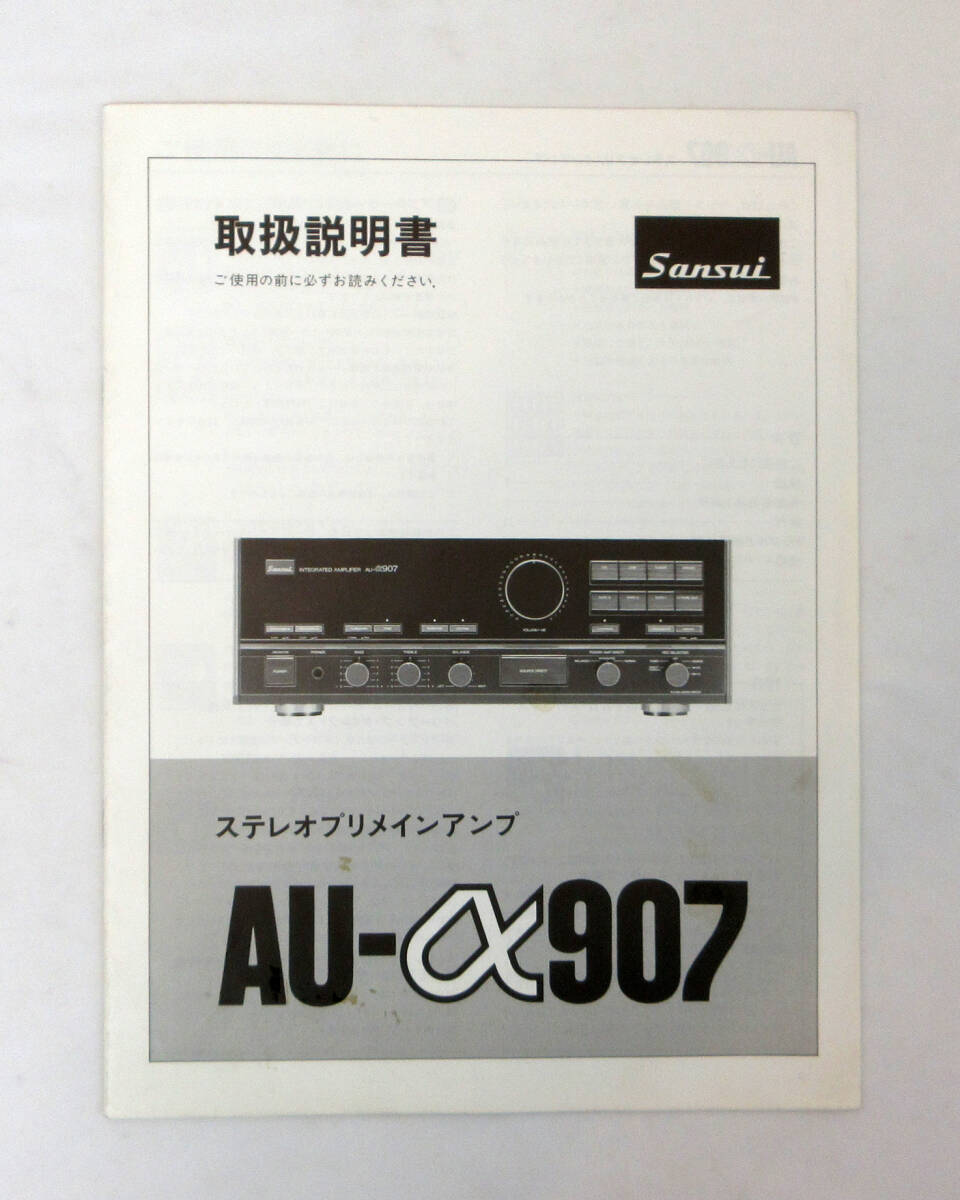 取扱説明書
ご使用の前に必ずお読みください.
Sansui
Sansui INTEGRATED AMPLIFIER AU-α907
VOLUME
BASS TREBLE BALANCE
POWER
SOURCE DIRECT
REC SELECTOR
ステレオプリメインアンプ
AU-α907